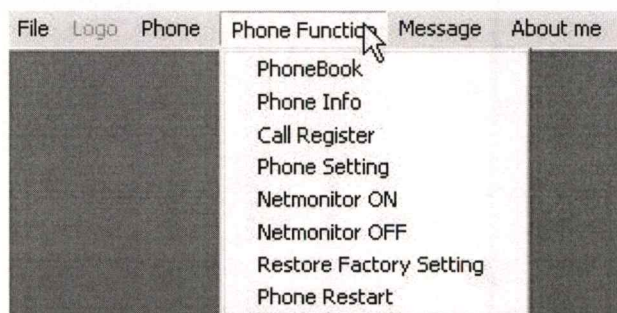 File Logo Phone Phone Function Message About me
PhoneBook
Phone Info
Call Register
Phone Setting
Netmonitor ON
Netmonitor OFF
Restore Factory Setting
Phone Restart